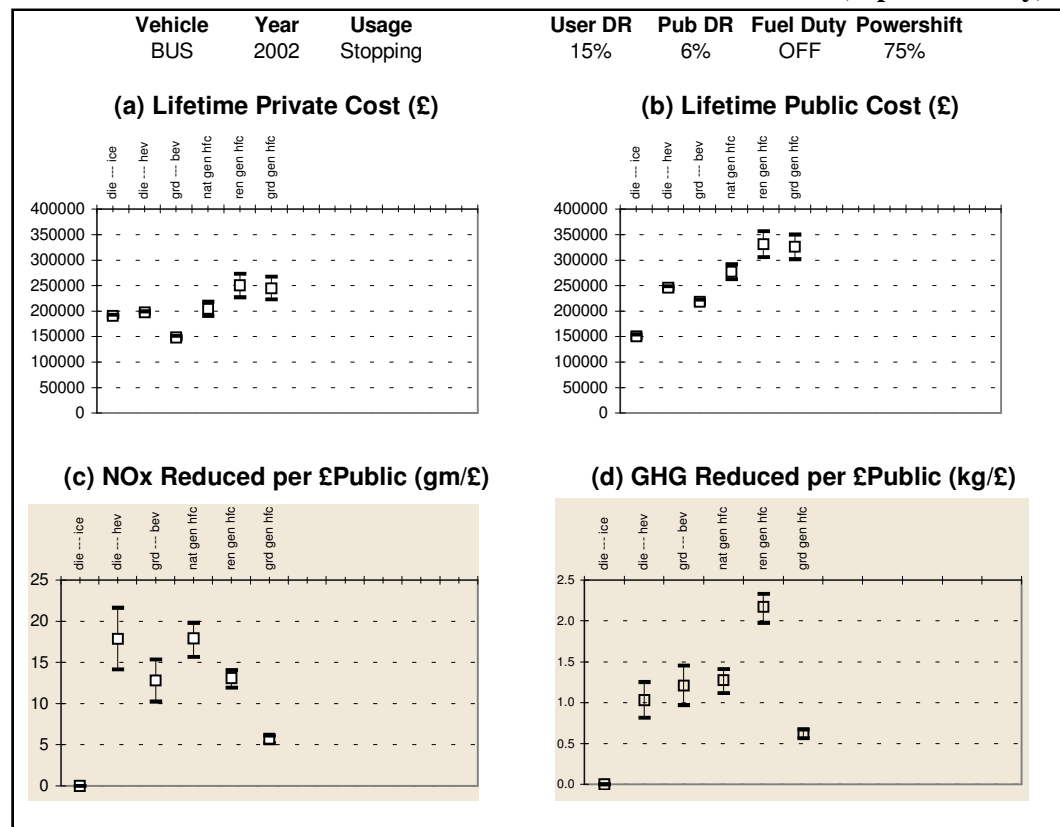 Vehicle Year Usage User DR Pub DR Fuel Duty Powershift
BUS 2002 Stopping 15% 6% OFF 75%
(a) Lifetime Private Cost (£)
die --- ice
die --- hev
grd --- bev
nat gen hfc
ren gen hfc
grd gen hfc
400000
350000
300000
250000
200000
150000
100000
50000
0
(b) Lifetime Public Cost (£)
die --- ice
die --- hev
grd --- bev
nat gen hfc
ren gen hfc
grd gen hfc
400000
350000
300000
250000
200000
150000
100000
50000
0
(c) NOx Reduced per £Public (gm/£)
die --- ice
die --- hev
grd --- bev
nat gen hfc
ren gen hfc
grd gen hfc
25
20
15
10
5
0
(d) GHG Reduced per £Public (kg/£)
die --- ice
die --- hev
grd --- bev
nat gen hfc
ren gen hfc
grd gen hfc
2.5
2.0
1.5
1.0
0.5
0.0